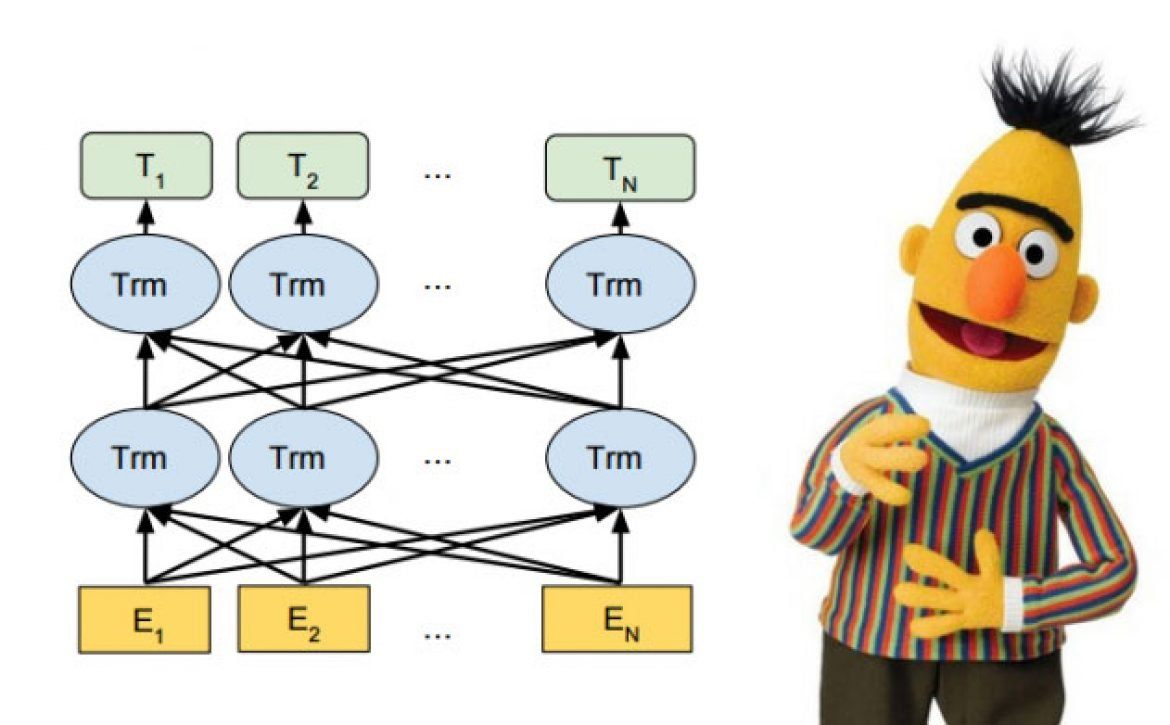 T1 T2 ... TN
Trm Trm ... Trm
Trm Trm ... Trm
E1 E2 ... EN